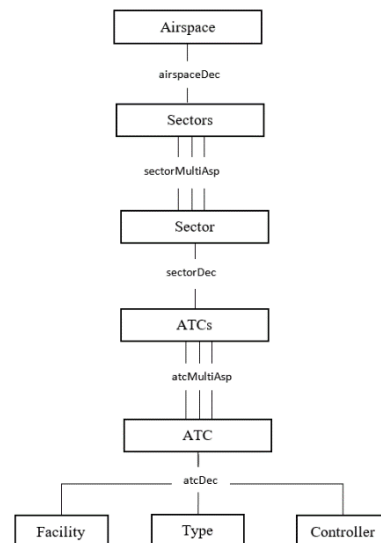 Airspace
airspaceDec
Sectors
sectorMultiAsp
Sector
sectorDec
ATCs
atcMultiAsp
ATC
atcDec
Facility
Type
Controller